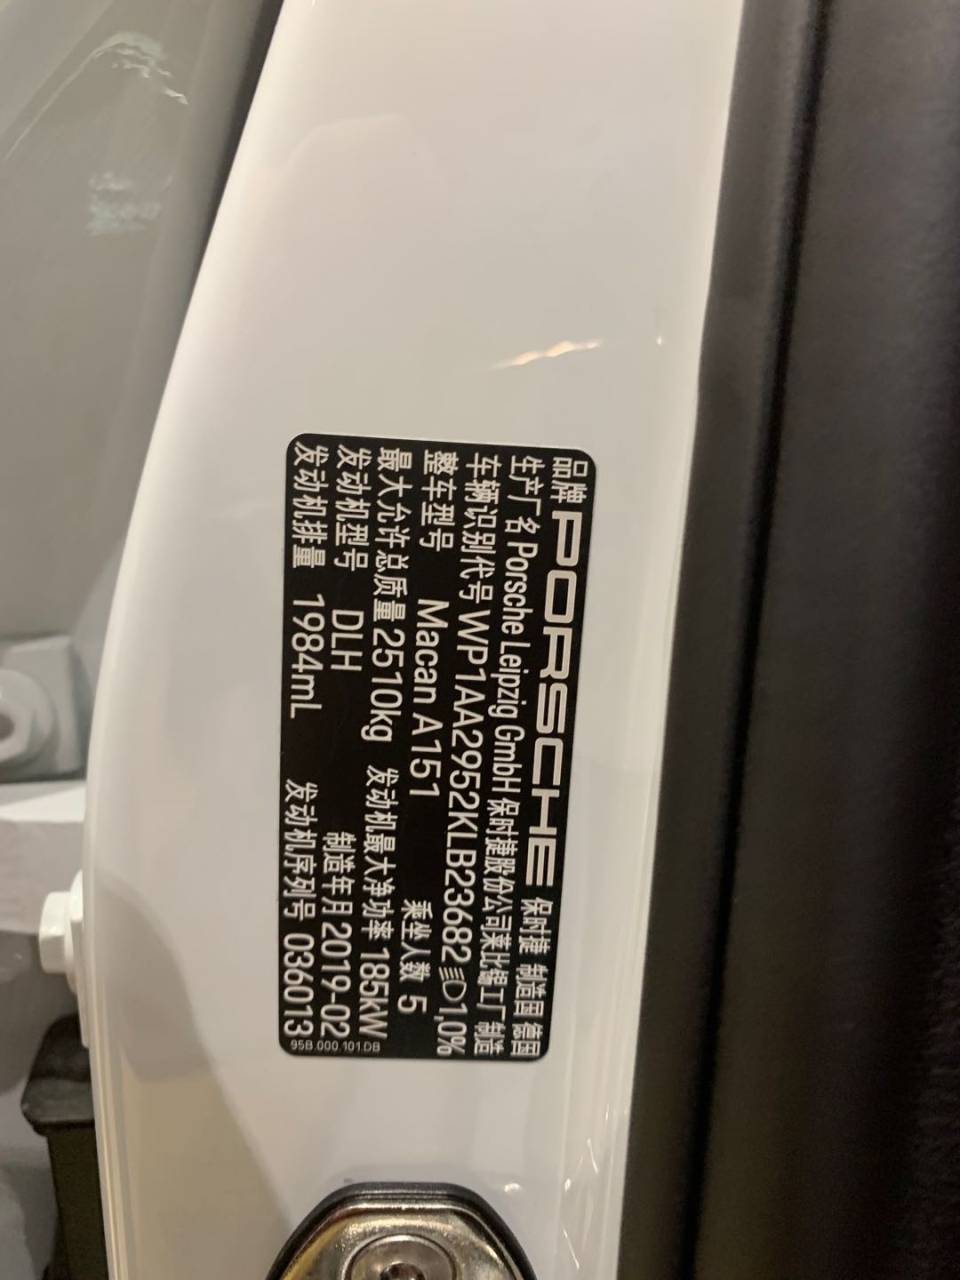 品牌 PORSCHE 保时捷 制造国 德国
生产厂名 Porsche Leipzig GmbH 保时捷股份公司莱比锡工厂 制造
车辆识别代号 WP1AA2952KLB23682 1,0%
整车型号 Macan A151 乘坐人数 5
最大允许总质量 2510kg 发动机最大净功率 185kW
发动机型号 DLH 制造年月 2019-02
发动机排量 1984mL 发动机序列号 036013
95B.000.101.DB